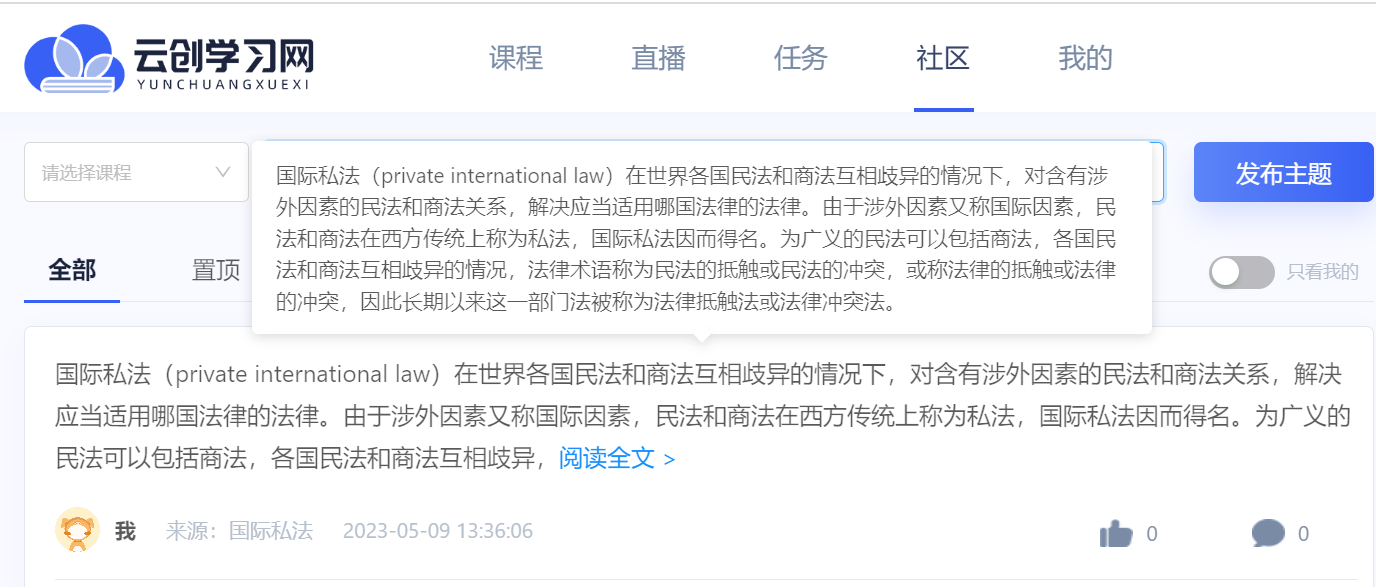 云创学习网
YUNCHUANGXUEXI
课程
直播
任务
社区
我的
请选择课程
发布主题
国际私法（private international law）在世界各国民法和商法互相歧异的情况下，对含有涉
外因素的民法和商法关系，解决应当适用哪国法律的法律。由于涉外因素又称国际因素，民
法和商法在西方传统上称为私法，国际私法因而得名。为广义的民法可以包括商法，各国民
法和商法互相歧异的情况，法律术语称为民法的抵触或民法的冲突，或称法律的抵触或法律
的冲突，因此长期以来这一部门法被称为法律抵触法或法律冲突法。
全部
置顶
只看我的
国际私法（private international law）在世界各国民法和商法互相歧异的情况下，对含有涉外因素的民法和商法关系，解决
应当适用哪国法律的法律。由于涉外因素又称国际因素，民法和商法在西方传统上称为私法，国际私法因而得名。为广义的
民法可以包括商法，各国民法和商法互相歧异，阅读全文 >
我
来源：国际私法
2023-05-09 13:36:06
0
0